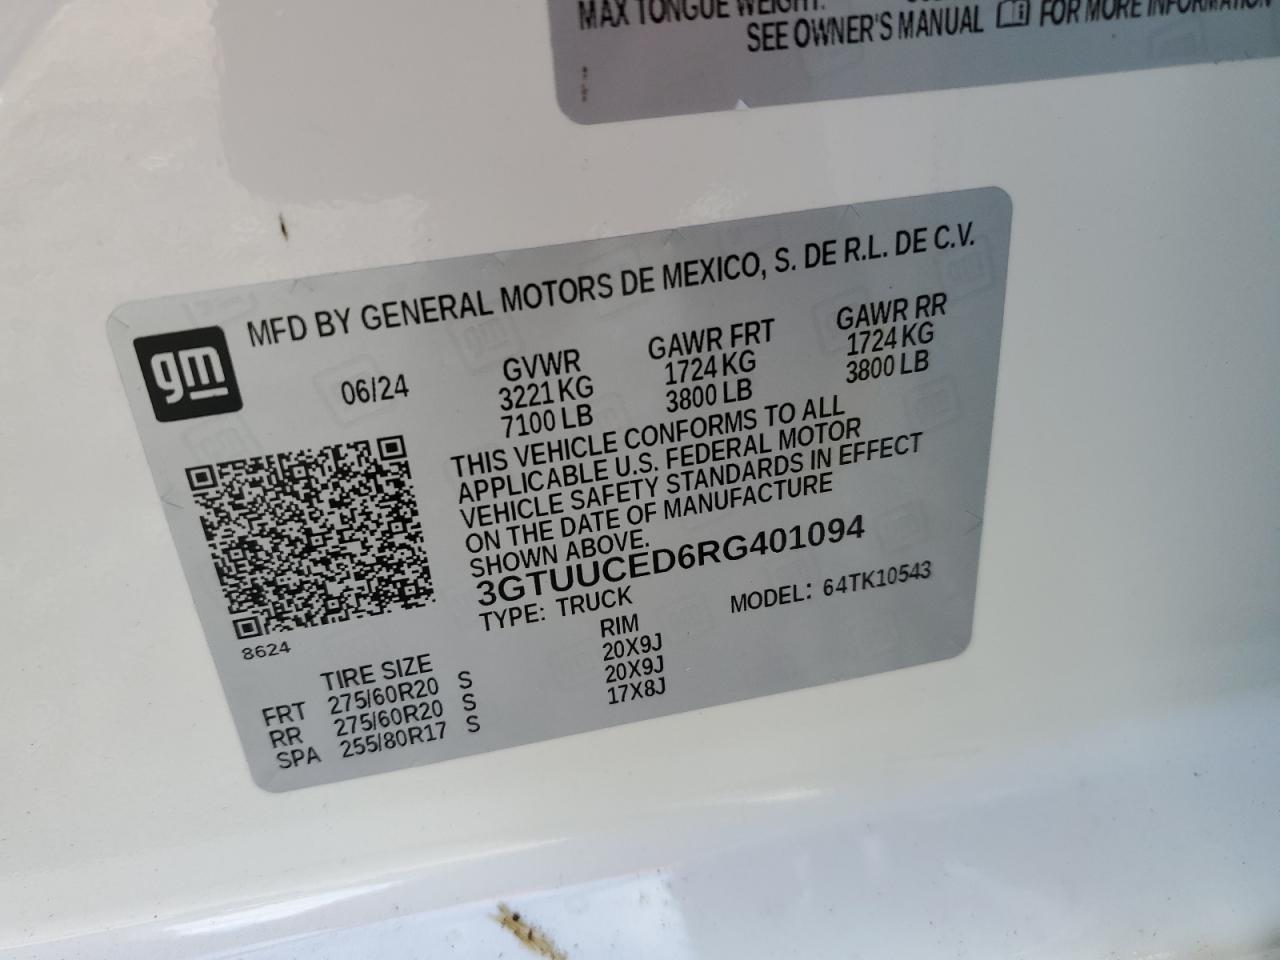 MAX TONGUE WEIGHT:
SEE OWNER'S MANUAL FOR MORE INFORMATION
MFD BY GENERAL MOTORS DE MEXICO, S. DE R.L. DE C.V.
gm
06/24
GVWR GAWR FRT GAWR RR
3221 KG 1724 KG 1724 KG
7100 LB 3800 LB 3800 LB
THIS VEHICLE CONFORMS TO ALL
APPLICABLE U.S. FEDERAL MOTOR
VEHICLE SAFETY STANDARDS IN EFFECT
ON THE DATE OF MANUFACTURE
SHOWN ABOVE.
3GTUUCED6RG401094
TYPE: TRUCK MODEL: 64TK10543
8624
TIRE SIZE RIM
FRT 275/60R20 S 20X9J
RR 275/60R20 S 20X9J
SPA 255/80R17 S 17X8J